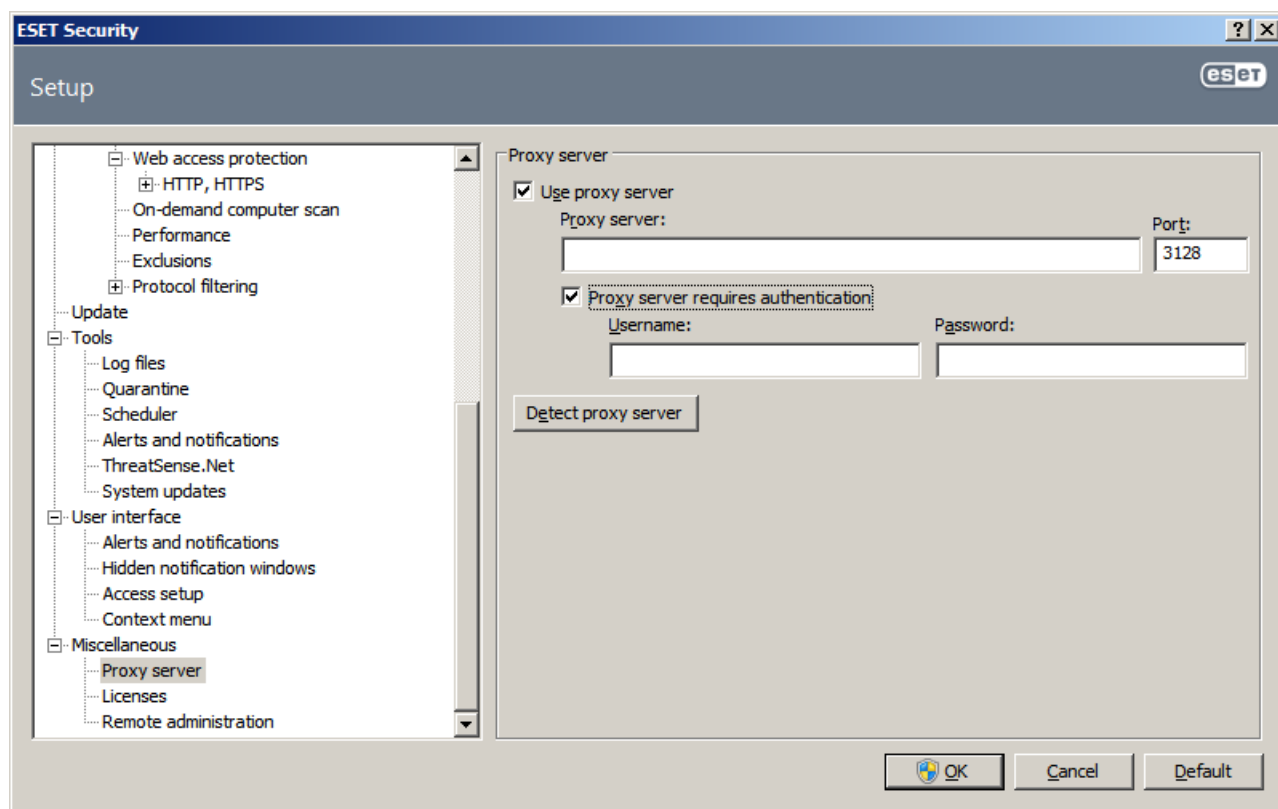 ESET Security
Setup
eseT
Web access protection
HTTP, HTTPS
On-demand computer scan
Performance
Exclusions
Protocol filtering
Update
Tools
Log files
Quarantine
Scheduler
Alerts and notifications
ThreatSense.Net
System updates
User interface
Alerts and notifications
Hidden notification windows
Access setup
Context menu
Miscellaneous
Proxy server
Licenses
Remote administration
Proxy server
Use proxy server
Proxy server:
Port:
3128
Proxy server requires authentication
Username:
Password:
Detect proxy server
OK
Cancel
Default